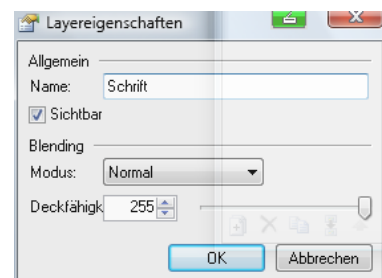 Layereigenschaften
Allgemein
Name: Schrift
Sichtbar
Blending
Modus: Normal
Deckfähigk 255
OK Abbrechen